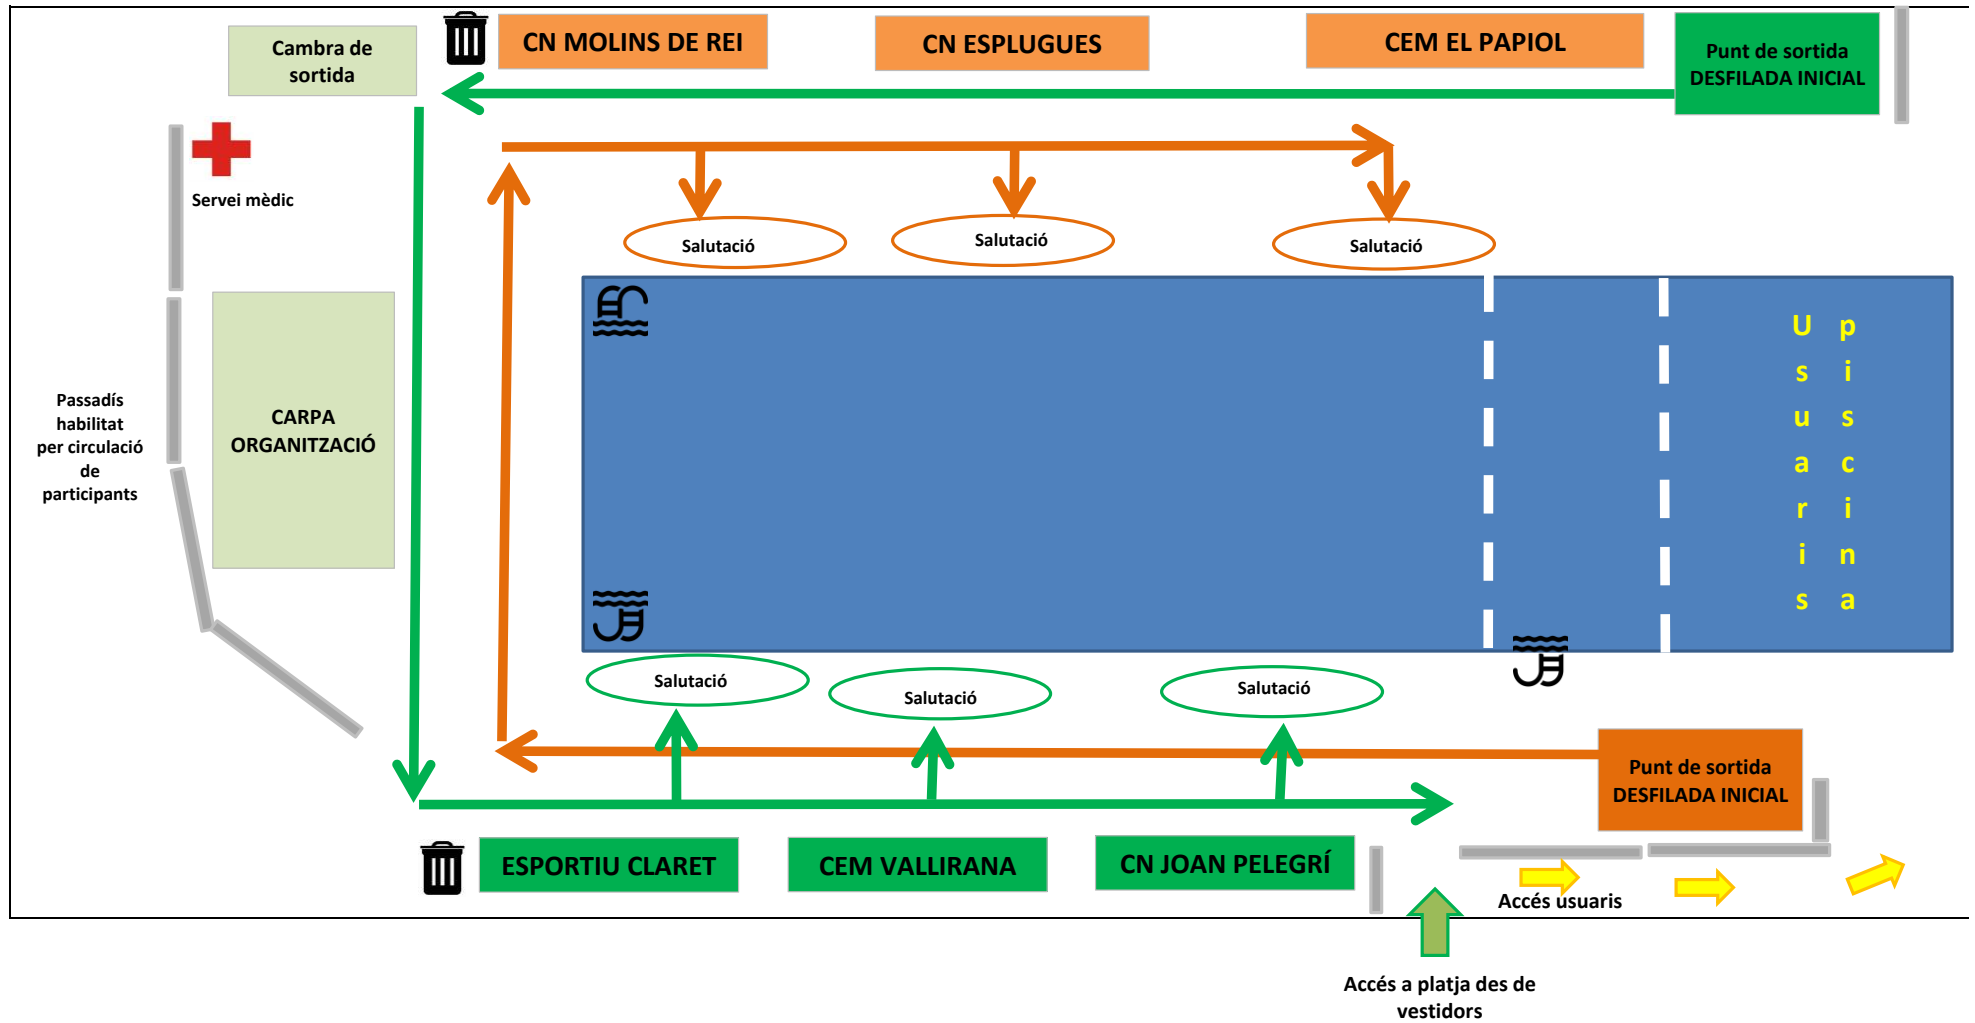 Cambra de
sortida
CN MOLINS DE REI
CN ESPLUGUES
CEM EL PAPIOL
Punt de sortida
DESFILADA INICIAL
Servei mèdic
Salutació
Salutació
Salutació
Passadís
habilitat
per circulació
de
participants
CARPA
ORGANITZACIÓ
Usuaris
piscina
Salutació
Salutació
Salutació
Punt de sortida
DESFILADA INICIAL
ESPORTIU CLARET
CEM VALLIRANA
CN JOAN PELEGRÍ
Accés usuaris
Accés a platja des de
vestidors